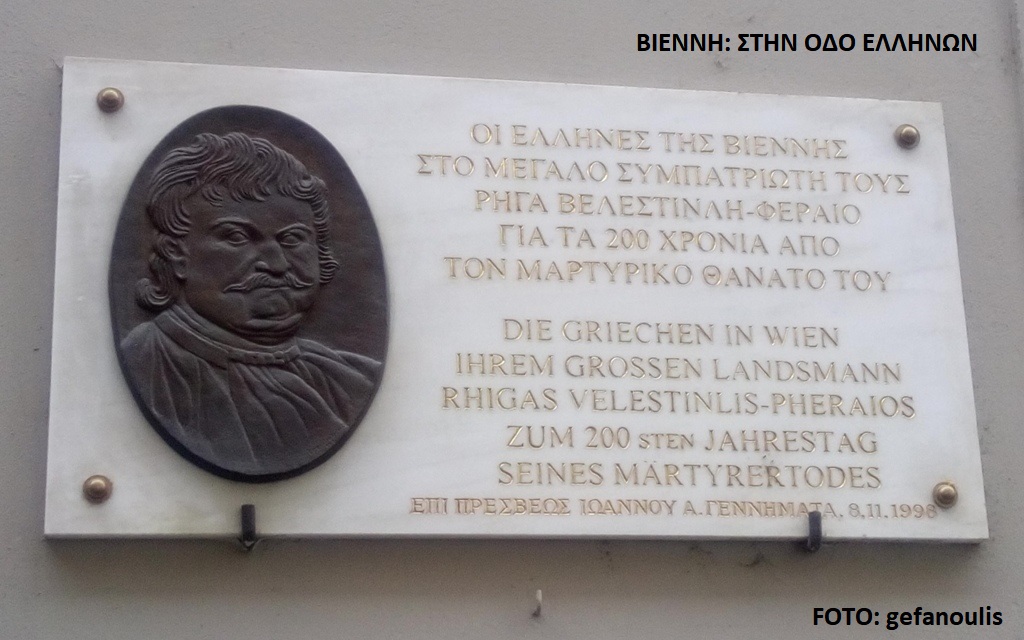 ΒΙΕΝΝΗ: ΣΤΗΝ ΟΔΟ ΕΛΛΗΝΩΝ
ΟΙ ΕΛΛΗΝΕΣ ΤΗΣ ΒΙΕΝΝΗΣ
ΣΤΟ ΜΕΓΑΛΟ ΣΥΜΠΑΤΡΙΩΤΗ ΤΟΥΣ
ΡΗΓΑ ΒΕΛΕΣΤΙΝΛΗ-ΦΕΡΑΙΟ
ΓΙΑ ΤΑ 200 ΧΡΟΝΙΑ ΑΠΟ
ΤΟΝ ΜΑΡΤΥΡΙΚΟ ΘΑΝΑΤΟ ΤΟΥ
DIE GRIECHEN IN WIEN
IHREM GROSSEN LANDSMANN
RHIGAS VELESTINLIS-PHERAIOS
ZUM 200 STEN JAHRESTAG
SEINES MÄRTYRERTODES
ΕΠΙ ΠΡΕΣΒΕΩΣ ΙΩΑΝΝΟΥ Α. ΓΕΝΝΗΜΑΤΑ, 8.11.1998
FOTO: gefanoulis